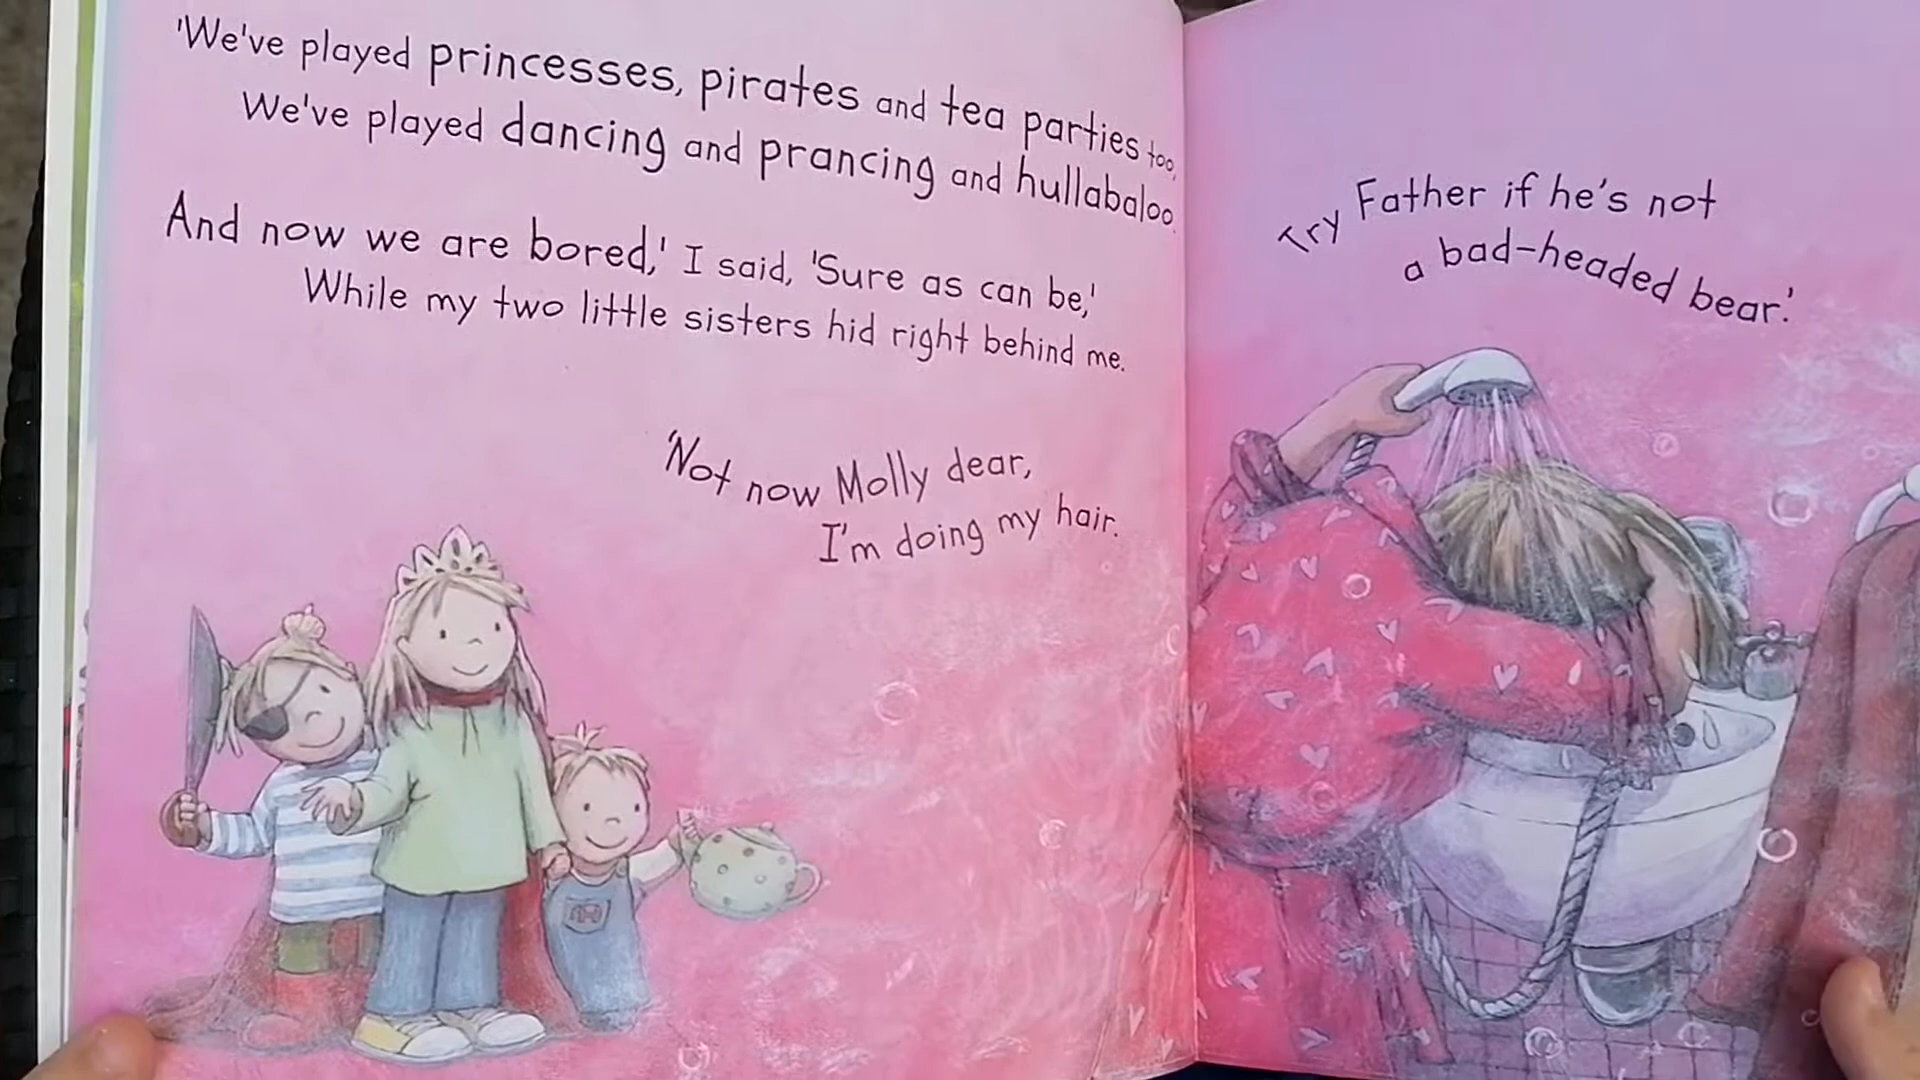 'We've played princesses, pirates and tea parties too,
We've played dancing and prancing and hullabaloo.
And now we are bored,' I said, 'Sure as can be,'
While my two little sisters hid right behind me.
'Not now Molly dear,
I'm doing my hair.
Try Father if he's not
a bad-headed bear.'